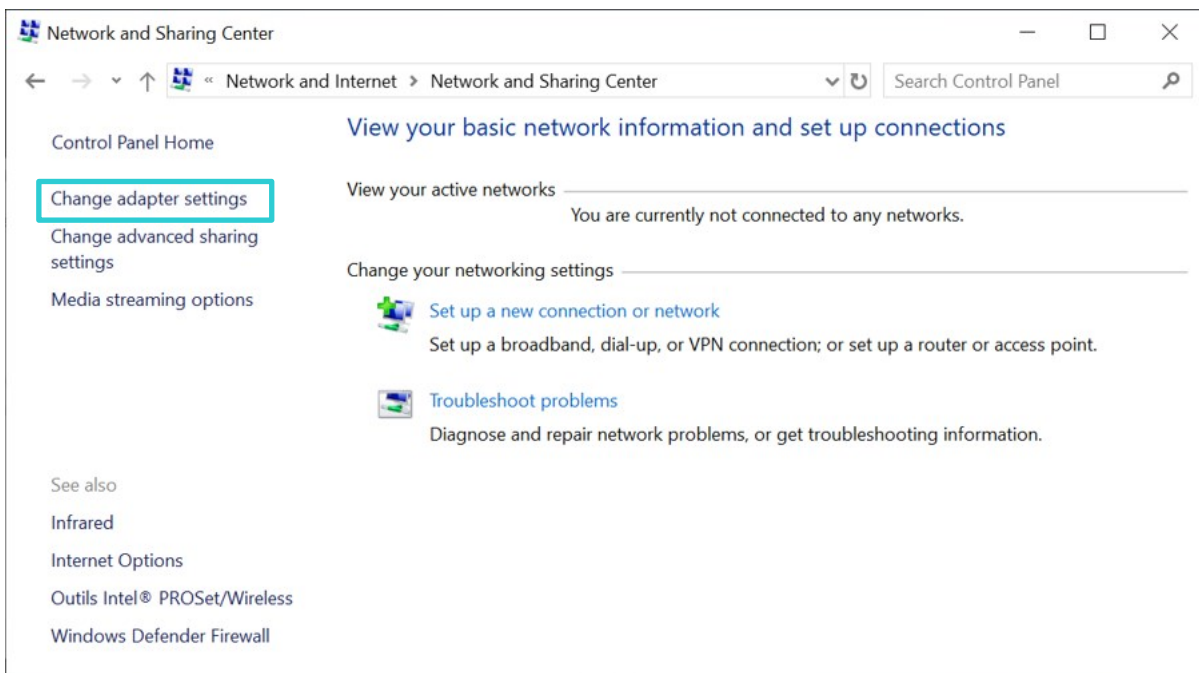 Network and Sharing Center
« Network and Internet > Network and Sharing Center
Search Control Panel
Control Panel Home
Change adapter settings
Change advanced sharing
settings
Media streaming options
View your basic network information and set up connections
View your active networks
You are currently not connected to any networks.
Change your networking settings
Set up a new connection or network
Set up a broadband, dial-up, or VPN connection; or set up a router or access point.
Troubleshoot problems
Diagnose and repair network problems, or get troubleshooting information.
See also
Infrared
Internet Options
Outils Intel® PROSet/Wireless
Windows Defender Firewall